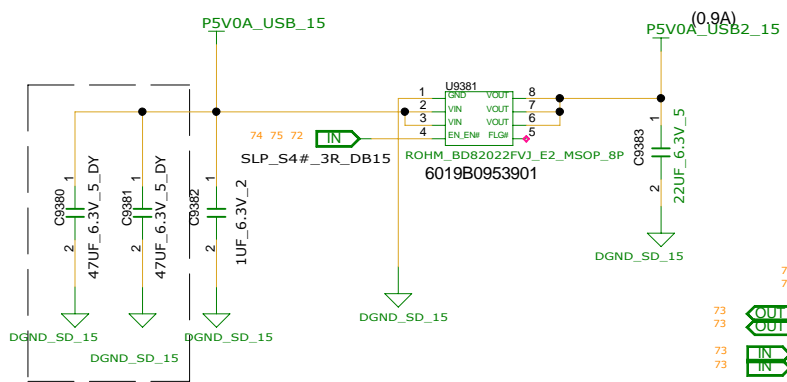 (0.9A)
P5V0A_USB_15
P5V0A_USB2_15
U9381
1 GND VOUT 8
2 VIN VOUT 7
3 VIN VOUT 6
4 EN_EN# FLG# 5
74 75 72 IN
SLP_S4#_3R_DB15
ROHM_BD82022FVJ_E2_MSOP_8P
6019B0953901
1
C9383
22UF_6.3V_5
2
1
C9380
47UF_6.3V_5_DY
2
1
C9381
47UF_6.3V_5_DY
2
1
C9382
1UF_6.3V_2
2
DGND_SD_15
DGND_SD_15
DGND_SD_15
DGND_SD_15
DGND_SD_15
7
7
73 OUT
73 OUT
73 IN
73 IN